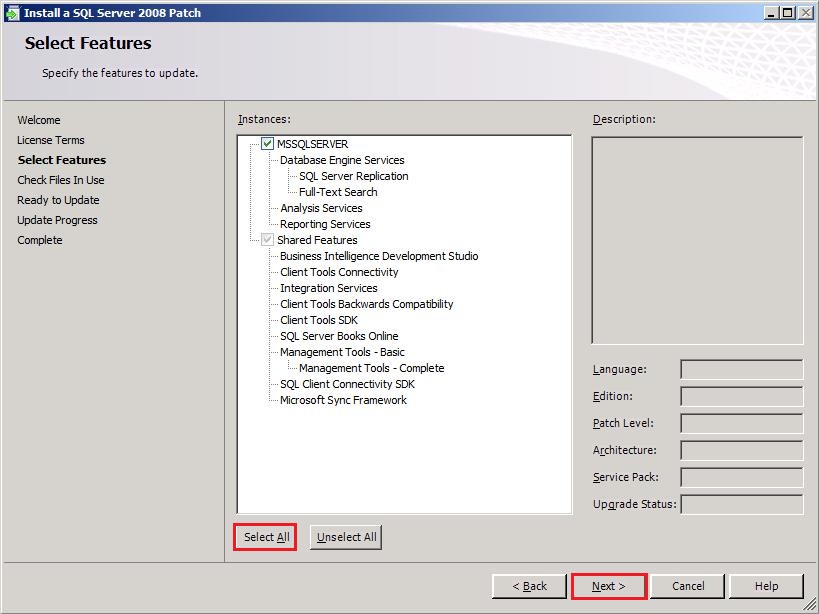 Install a SQL Server 2008 Patch
Select Features
Specify the features to update.
Welcome
License Terms
Select Features
Check Files In Use
Ready to Update
Update Progress
Complete
Instances:
MSSQLSERVER
Database Engine Services
SQL Server Replication
Full-Text Search
Analysis Services
Reporting Services
Shared Features
Business Intelligence Development Studio
Client Tools Connectivity
Integration Services
Client Tools Backwards Compatibility
Client Tools SDK
SQL Server Books Online
Management Tools - Basic
Management Tools - Complete
SQL Client Connectivity SDK
Microsoft Sync Framework
Select All
Unselect All
Description:
Language:
Edition:
Patch Level:
Architecture:
Service Pack:
Upgrade Status:
< Back
Next >
Cancel
Help